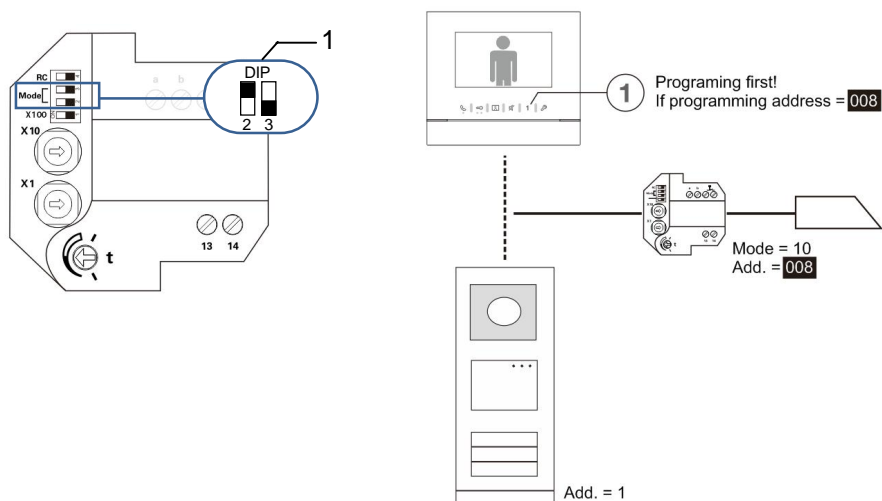 1
DIP
2 3
RC
Mode
X100
X10
X1
a b
13 14
t
1
1
Programing first!
If programming address = 008
t
Mode = 10
Add. = 008
Add. = 1